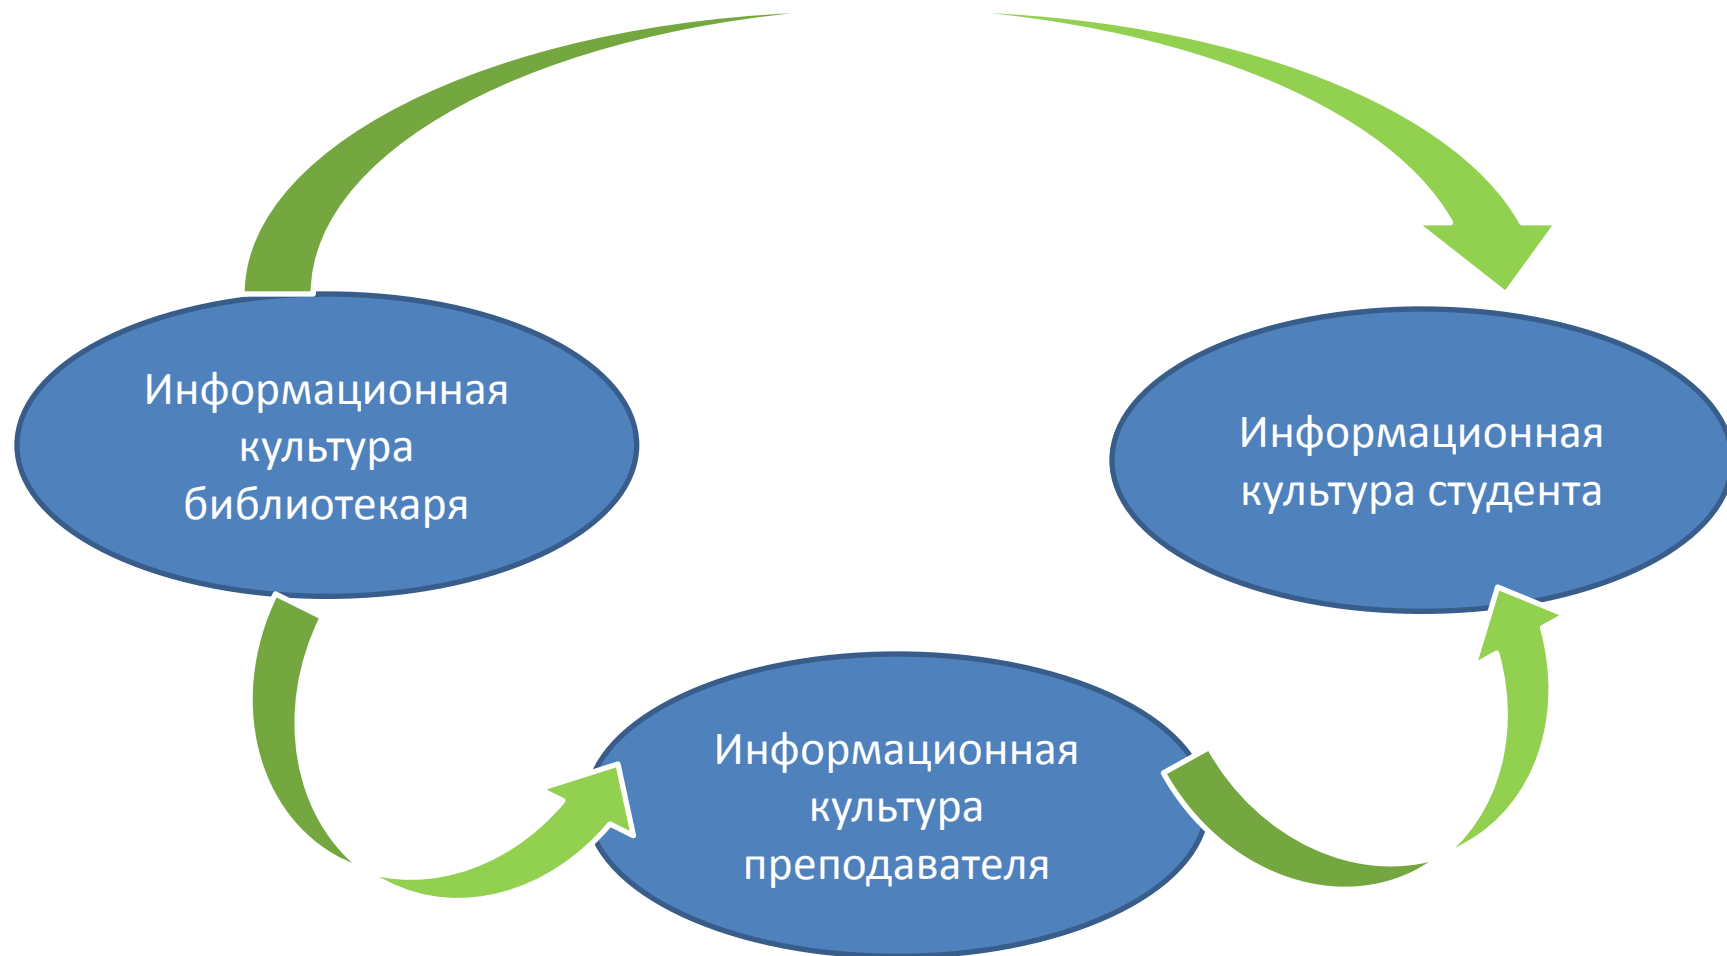 Информационная
культура
библиотекаря
Информационная
культура студента
Информационная
культура
преподавателя